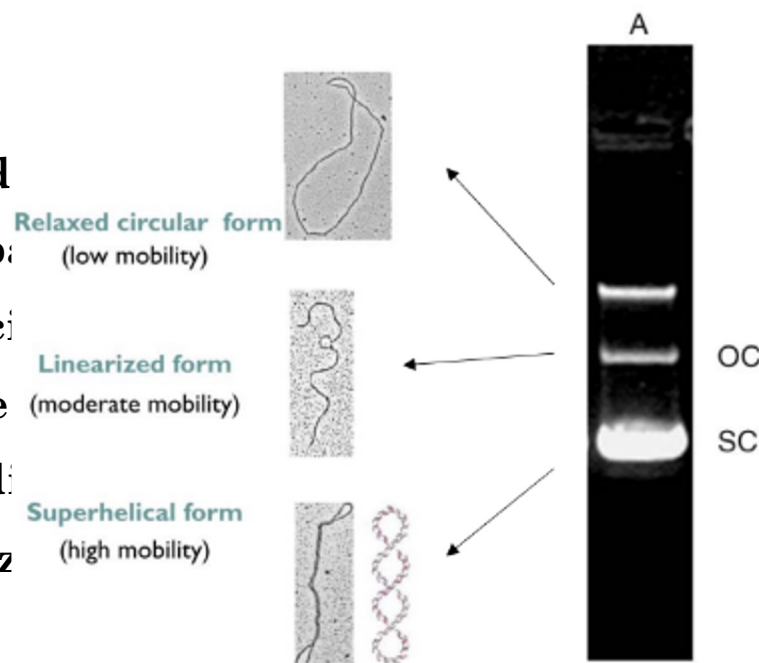 A
Relaxed circular form
(low mobility)
Linearized form
(moderate mobility)
OC
Superhelical form
(high mobility)
SC